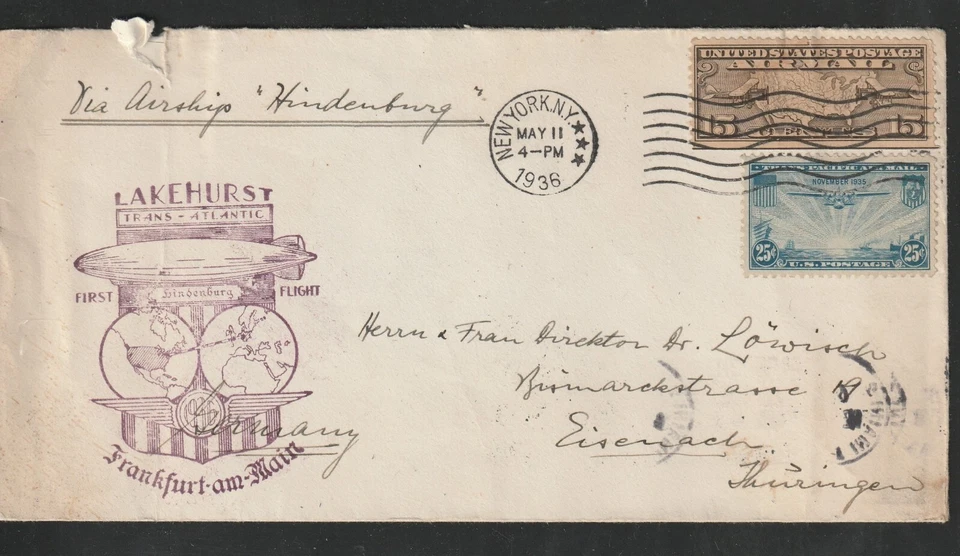 Via Airship "Hindenburg"
NEW YORK, N.Y.
MAY 11
4-PM
1936
UNITED STATES POSTAGE
AIR MAIL
15 CENTS 15
TRANS-PACIFIC AIR MAIL
NOVEMBER 1935
25¢ 25¢
U.S. POSTAGE
LAKEHURST
TRANS-ATLANTIC
FIRST Hindenburg FLIGHT
1936
Frankfurt-am-Main
Herrn & Frau Direktor Dr. Löwisch
Bismarckstrasse
Eisenach
Thüringen
Germany